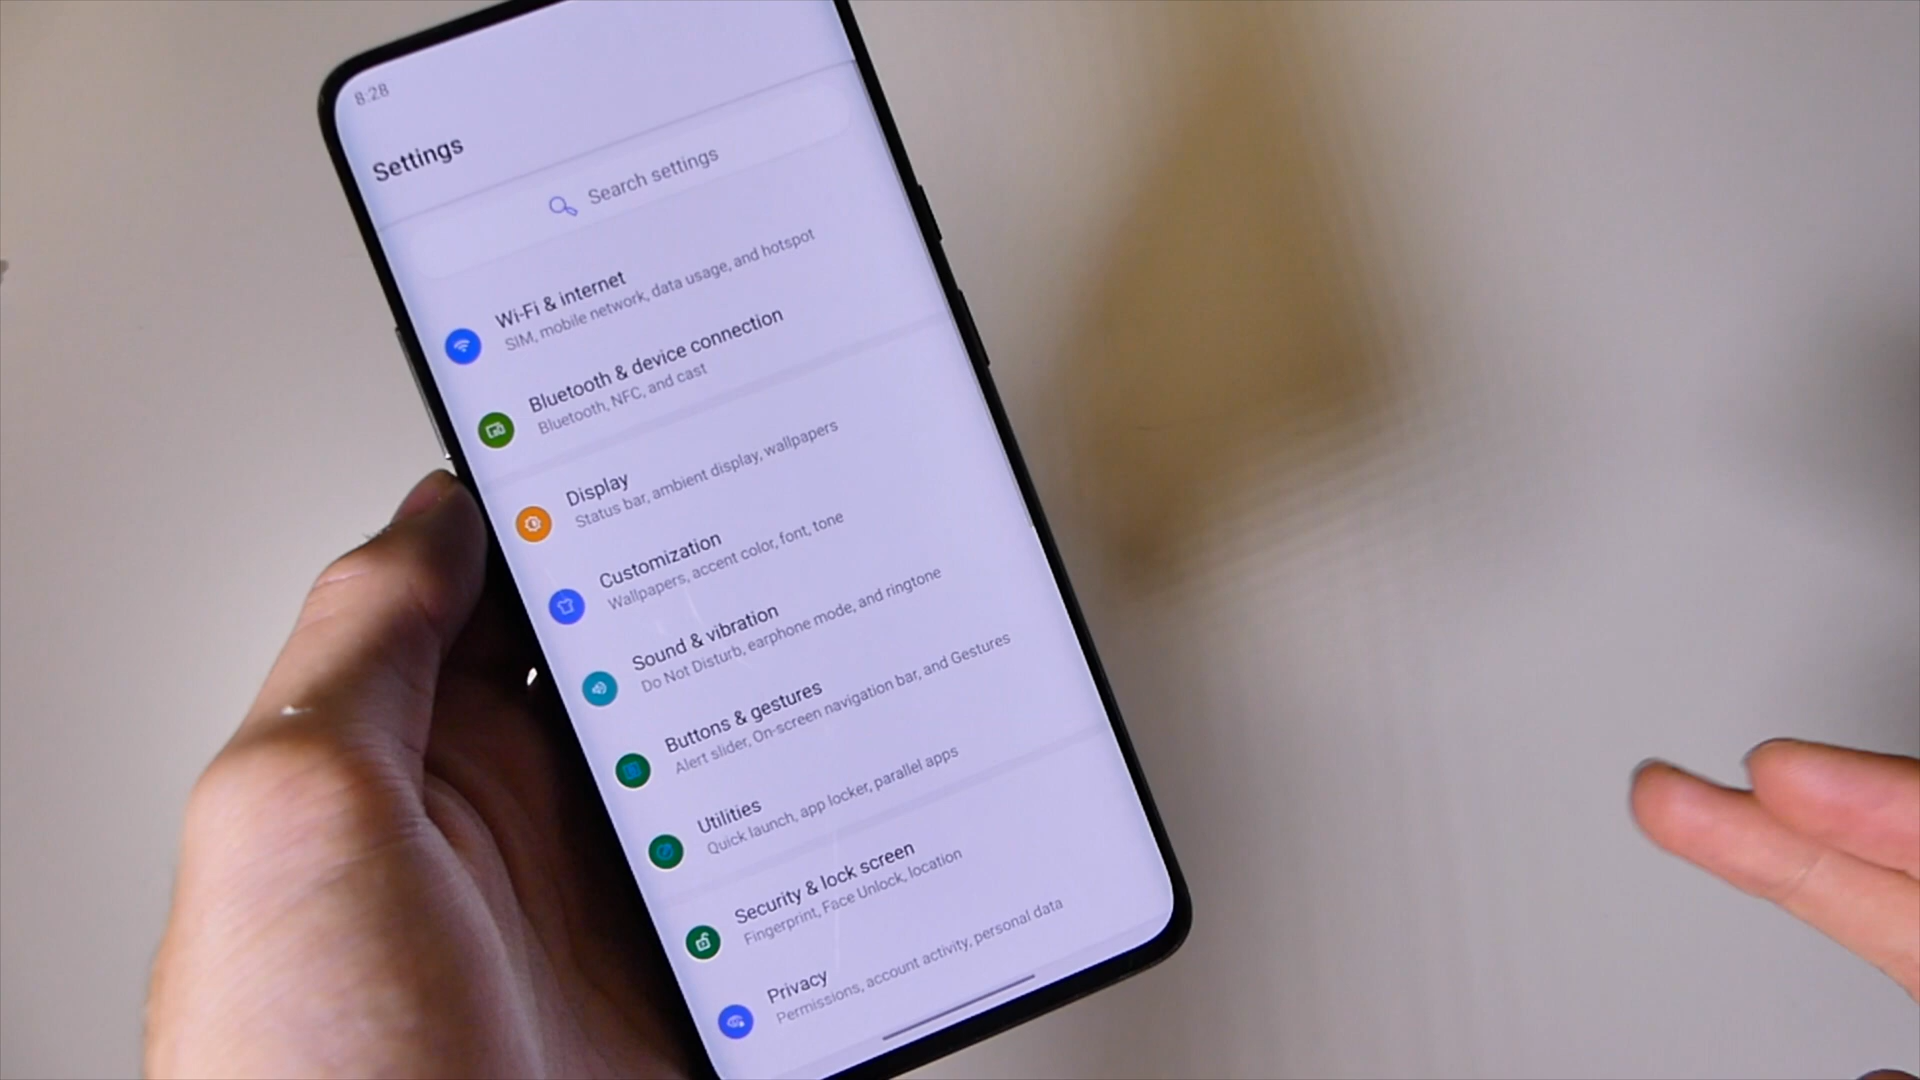 8:28
Settings
Search settings
Wi-Fi & internet
SIM, mobile network, data usage, and hotspot
Bluetooth & device connection
Bluetooth, NFC, and cast
Display
Status bar, ambient display, wallpapers
Customization
Wallpapers, accent color, font, tone
Sound & vibration
Do Not Disturb, earphone mode, and ringtone
Buttons & gestures
Alert slider, On-screen navigation bar, and Gestures
Utilities
Quick launch, app locker, parallel apps
Security & lock screen
Fingerprint, Face Unlock, location
Privacy
Permissions, account activity, personal data